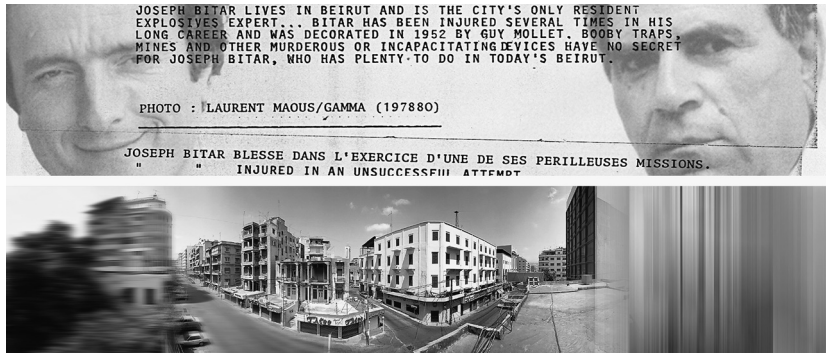 JOSEPH BITAR LIVES IN BEIRUT AND IS THE CITY'S ONLY RESIDENT
EXPLOSIVES EXPERT... BITAR HAS BEEN INJURED SEVERAL TIMES IN HIS
LONG CAREER AND WAS DECORATED IN 1952 BY GUY MOLLET. BOOBY TRAPS,
MINES AND OTHER MURDEROUS OR INCAPACITATING DEVICES HAVE NO SECRET
FOR JOSEPH BITAR, WHO HAS PLENTY TO DO IN TODAY'S BEIRUT.
PHOTO : LAURENT MAOUS/GAMMA (197880)
JOSEPH BITAR BLESSE DANS L'EXERCICE D'UNE DE SES PERILLEUSES MISSIONS.
" " INJURED IN AN UNSUCCESSFUL ATTEMPT